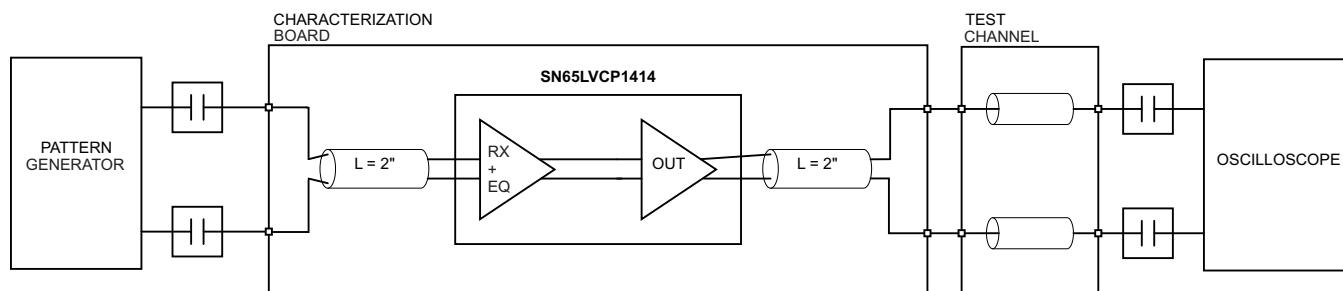 CHARACTERIZATION
BOARD
TEST
CHANNEL
SN65LVCP1414
PATTERN
GENERATOR
L = 2"
RX
+
EQ
OUT
L = 2"
OSCILLOSCOPE